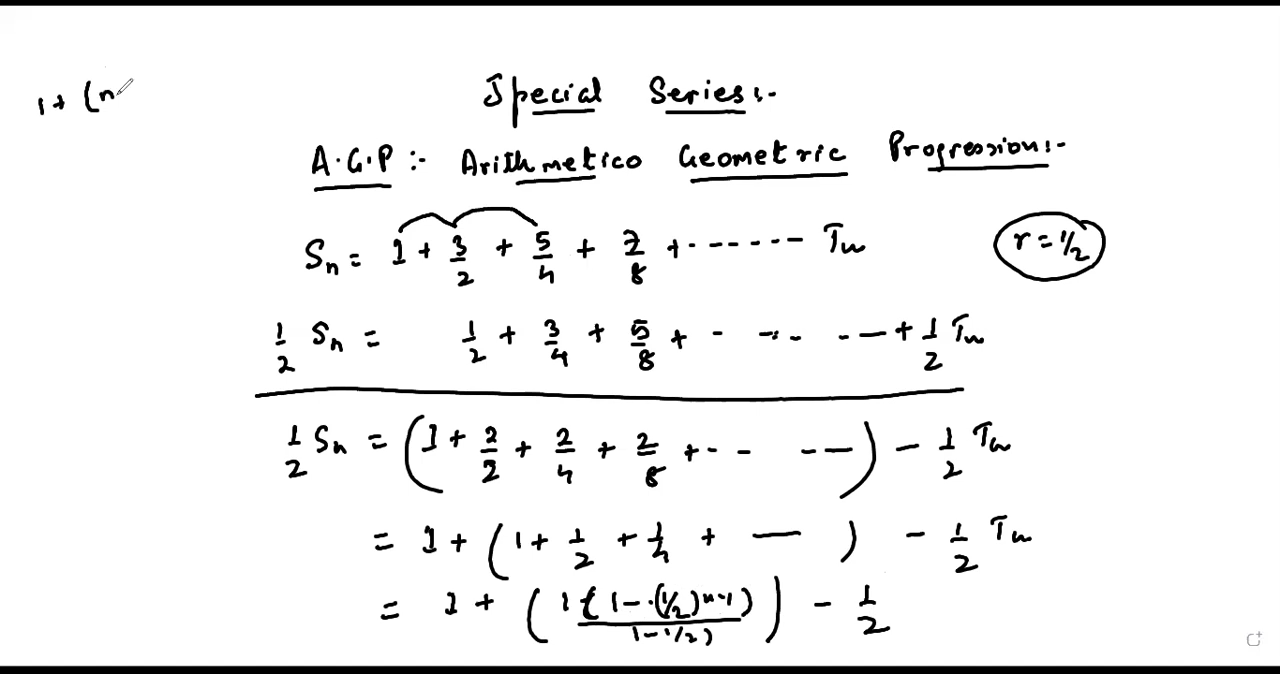 1 + (n
Special Series:-
A.G.P :- Arithmetico Geometric Progression:-
Sn = 1 + 3/2 + 5/4 + 7/8 + ------ Tn
r = 1/2
1/2 Sn = 1/2 + 3/4 + 5/8 + - -.. -— + 1/2 Tn
1/2 Sn = (1 + 2/2 + 2/4 + 2/8 + -- - -—) - 1/2 Tn
= 1 + (1 + 1/2 + 1/4 + —) - 1/2 Tn
= 1 + (1{1-(1/2)^n-1)/1-1/2)) - 1/2